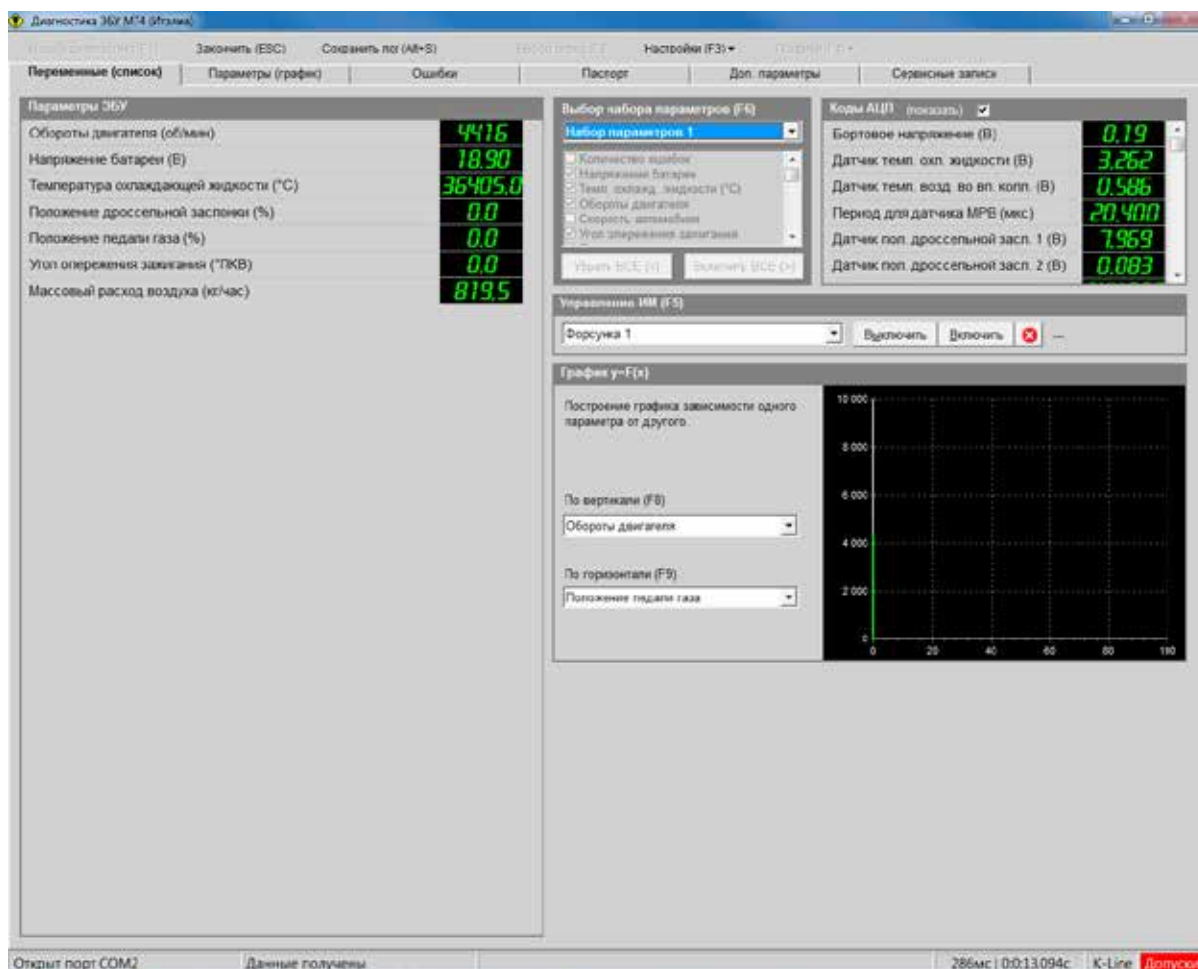 Диагностика ЭБУ МТ4 (Италия)
Закончить (ESC) Сохранить лог (Alt+S) Настройки (F3)
Переменные (список) Параметры (график) Ошибки Паспорт Доп. параметры Сервисные записи
Параметры ЭБУ
Обороты двигателя (об/мин) 4416
Напряжение батареи (В) 18.90
Температура охлаждающей жидкости (°C) 36405,0
Положение дроссельной заслонки (%) 0.0
Положение педали газа (%) 0.0
Угол опережения зажигания (°ПКВ) 0.0
Массовый расход воздуха (кг/час) 819,5
Выбор набора параметров (F6)
Набор параметров 1
Количество ошибок
Напряжение батареи
Темп. охлажд. жидкости (°C)
Обороты двигателя
Скорость автомобиля
Угол опережения зажигания
Убрать ВСЕ (<) Включить ВСЕ (>)
Коды АЦП (показать)
Бортовое напряжение (В) 0.19
Датчик темп. охл. жидкости (В) 3.262
Датчик темп. возд. во вп. колл. (В) 0.586
Период для датчика МРВ (мкс) 20.400
Датчик пол. дроссельной засл. 1 (В) 7.969
Датчик пол. дроссельной засл. 2 (В) 0.083
Управление ИМ (F5)
Форсунка 1 Выключить Включить ---
График y=F(x)
Построение графика зависимости одного
параметра от другого.
По вертикали (F8)
Обороты двигателя
По горизонтали (F9)
Положение педали газа
10 000
8 000
6 000
4 000
2 000
0
0 20 40 60 80 100
Открыт порт COM2 Данные получены 286мс | 0:0:13.094с K-Line Допуски